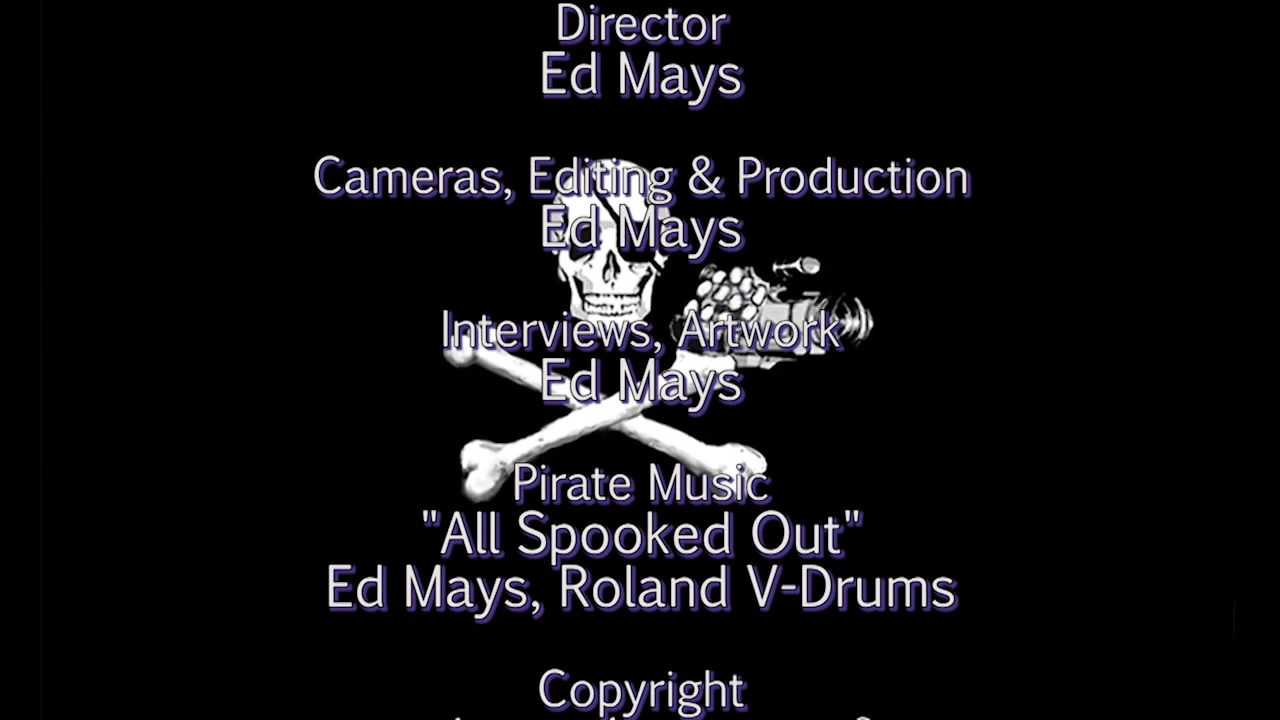 Director
Ed Mays
Cameras, Editing & Production
Ed Mays
Interviews, Artwork
Ed Mays
Pirate Music
"All Spooked Out"
Ed Mays, Roland V-Drums
Copyright